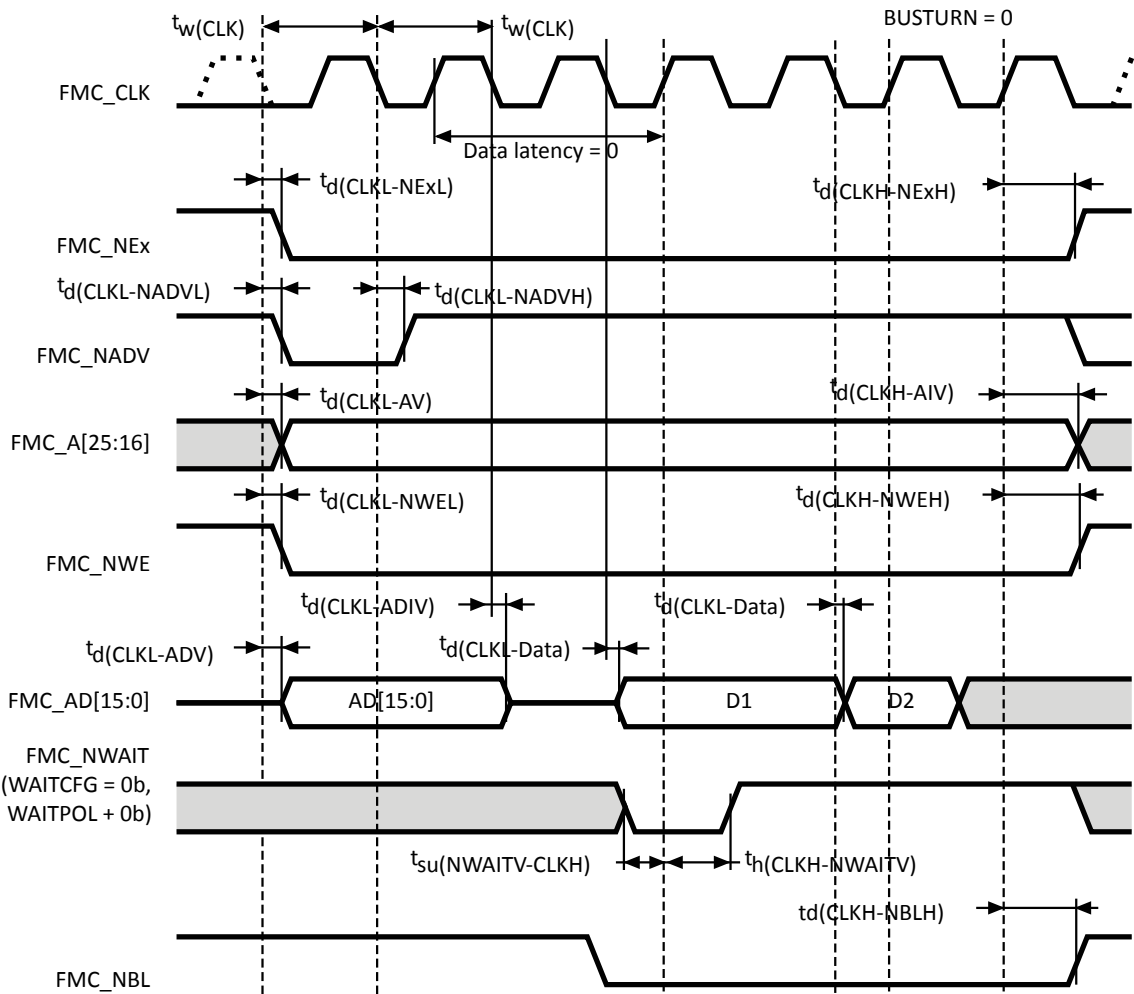 BUSTURN = 0
tw(CLK) tw(CLK)
FMC_CLK
Data latency = 0
td(CLKL-NExL) td(CLKH-NExH)
FMC_NEx
td(CLKL-NADVL) td(CLKL-NADVH)
FMC_NADV
td(CLKL-AV) td(CLKH-AIV)
FMC_A[25:16]
td(CLKL-NWEL) td(CLKH-NWEH)
FMC_NWE
td(CLKL-ADIV) td(CLKL-Data)
td(CLKL-ADV) td(CLKL-Data)
FMC_AD[15:0] AD[15:0] D1 D2
FMC_NWAIT
(WAITCFG = 0b,
WAITPOL + 0b)
tsu(NWAITV-CLKH) th(CLKH-NWAITV)
td(CLKH-NBLH)
FMC_NBL